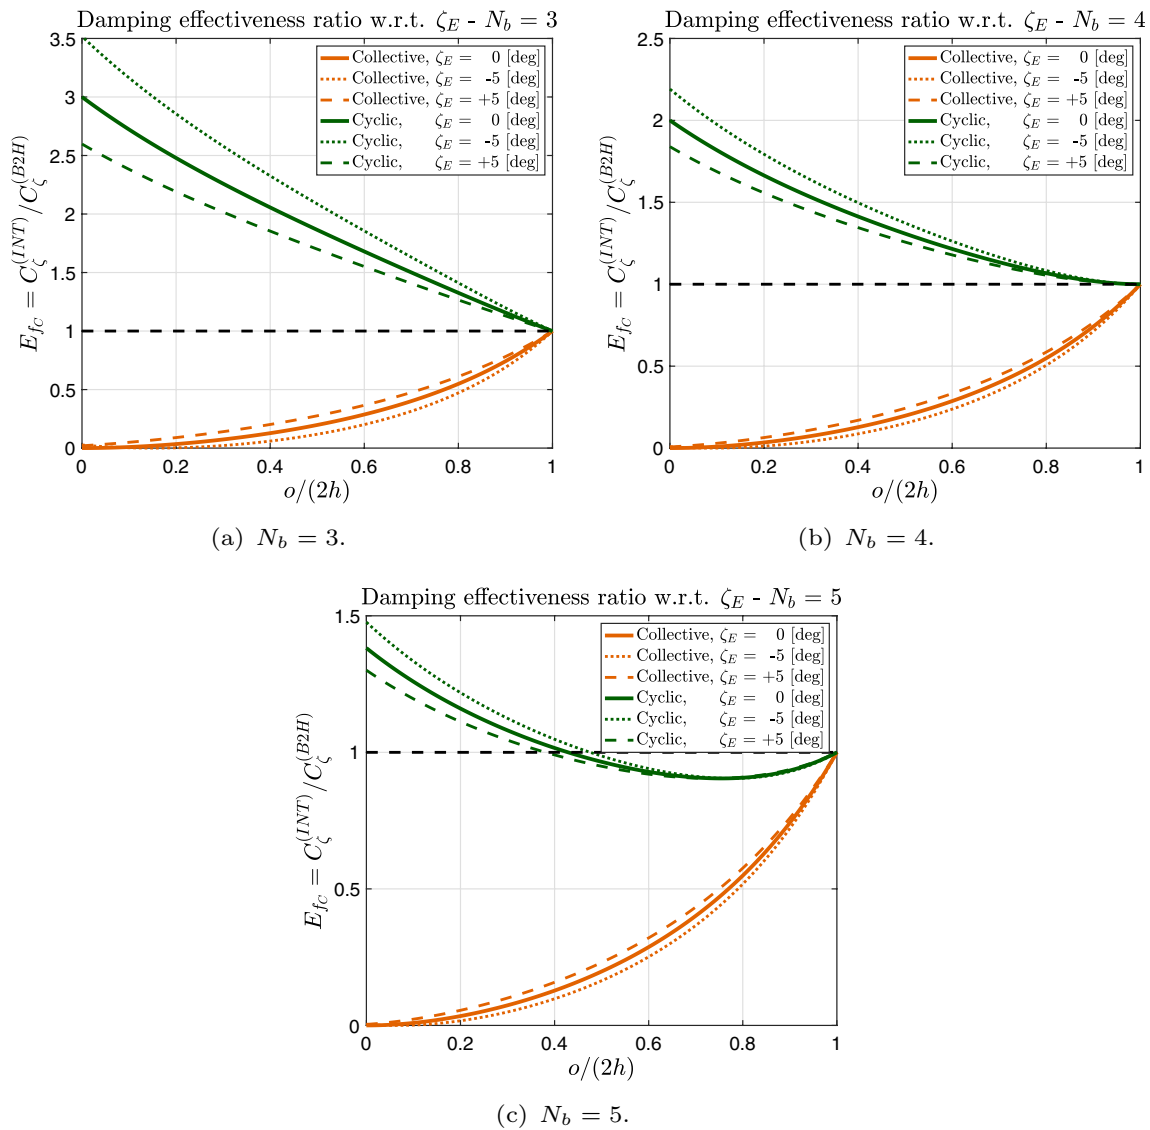 Damping effectiveness ratio w.r.t. ζ_E - N_b = 3
3.5
3
2.5
2
1.5
1
0.5
0
E_{f_C} = C_ζ^{(INT)}/C_ζ^{(B2H)}
Collective, ζ_E = 0 [deg]
Collective, ζ_E = -5 [deg]
Collective, ζ_E = +5 [deg]
Cyclic, ζ_E = 0 [deg]
Cyclic, ζ_E = -5 [deg]
Cyclic, ζ_E = +5 [deg]
0 0.2 0.4 0.6 0.8 1
o/(2h)
(a) N_b = 3.
Damping effectiveness ratio w.r.t. ζ_E - N_b = 4
2.5
2
1.5
1
0.5
0
E_{f_C} = C_ζ^{(INT)}/C_ζ^{(B2H)}
Collective, ζ_E = 0 [deg]
Collective, ζ_E = -5 [deg]
Collective, ζ_E = +5 [deg]
Cyclic, ζ_E = 0 [deg]
Cyclic, ζ_E = -5 [deg]
Cyclic, ζ_E = +5 [deg]
0 0.2 0.4 0.6 0.8 1
o/(2h)
(b) N_b = 4.
Damping effectiveness ratio w.r.t. ζ_E - N_b = 5
1.5
1
0.5
0
E_{f_C} = C_ζ^{(INT)}/C_ζ^{(B2H)}
Collective, ζ_E = 0 [deg]
Collective, ζ_E = -5 [deg]
Collective, ζ_E = +5 [deg]
Cyclic, ζ_E = 0 [deg]
Cyclic, ζ_E = -5 [deg]
Cyclic, ζ_E = +5 [deg]
0 0.2 0.4 0.6 0.8 1
o/(2h)
(c) N_b = 5.